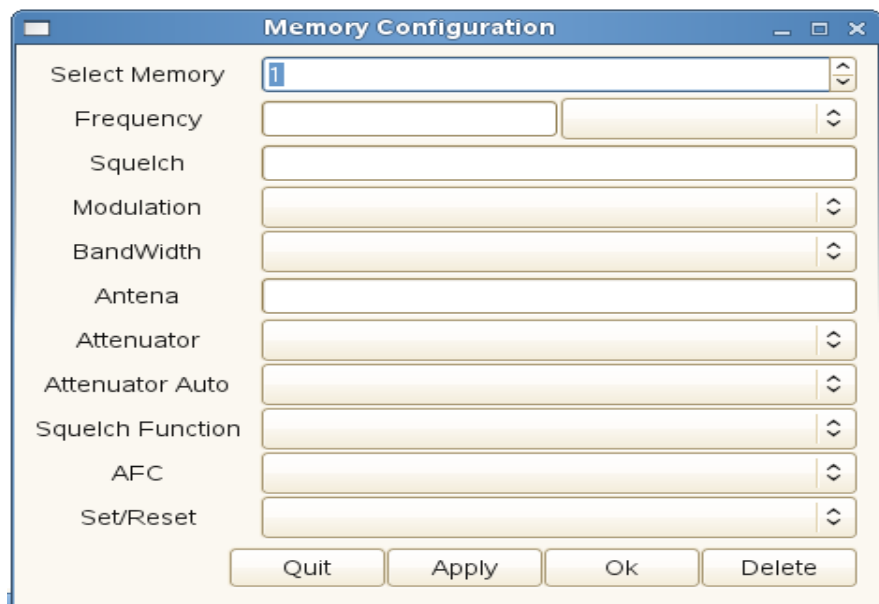 Memory Configuration
Select Memory 1
Frequency
Squelch
Modulation
BandWidth
Antena
Attenuator
Attenuator Auto
Squelch Function
AFC
Set/Reset
Quit Apply Ok Delete